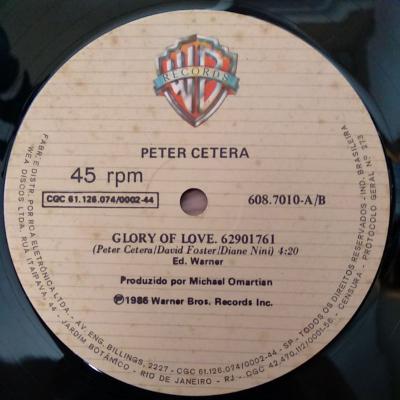 WB
RECORDS
PETER CETERA
45 rpm
CGC 61.126.074/0002-44
608.7010-A/B
GLORY OF LOVE. 62901761
(Peter Cetera/David Foster/Diane Nini) 4:20
Ed. Warner
Produzido por Michael Omartian
℗1986 Warner Bros. Records Inc.
FABR. E DISTR. POR RCA ELETRÔNICA LTDA. - AV. ENG. BILLINGS, 2227 - CGC 61.126.074/0002-44 - SP - TODOS OS DIREITOS RESERVADOS - IND. BRASILEIRA
WEA DISCOS LTDA. RUA ITAIPAVA, 44 - JARDIM BOTÂNICO - RIO DE JANEIRO - RJ - CGC 42.470.112/0001-56 - CENSURA - PROTOCOLO GERAL Nº 273